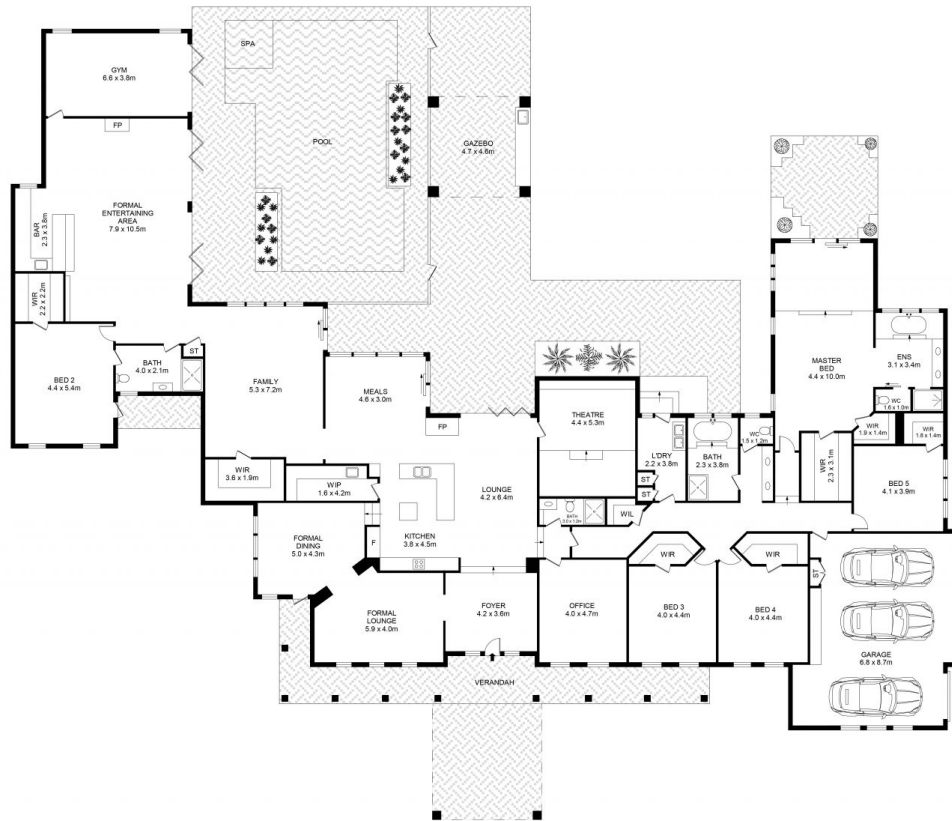 SPA
GYM
6.6 x 3.8m
FP
POOL
GAZEBO
4.7 x 4.6m
FORMAL
ENTERTAINING
AREA
7.9 x 10.5m
BAR
2.3 x 3.8m
WIR
2.2 x 2.2m
BED 2
4.4 x 5.4m
BATH
4.0 x 2.1m
ST
FAMILY
5.3 x 7.2m
MEALS
4.6 x 3.0m
FP
THEATRE
4.4 x 5.3m
L'DRY
2.2 x 3.8m
BATH
2.3 x 3.8m
WC
1.5 x 1.2m
MASTER
BED
4.4 x 10.0m
ENS
3.1 x 3.4m
WC
1.6 x 1.0m
WIR
1.9 x 1.4m
WIR
1.8 x 1.4m
WIR
2.3 x 3.1m
BED 5
4.1 x 3.9m
WIR
3.6 x 1.9m
WIP
1.6 x 4.2m
LOUNGE
4.2 x 6.4m
ST
ST
BATH
WIL
FORMAL
DINING
5.0 x 4.3m
F
KITCHEN
3.8 x 4.5m
WIR
WIR
FORMAL
LOUNGE
5.9 x 4.0m
FOYER
4.2 x 3.6m
OFFICE
4.0 x 4.7m
BED 3
4.0 x 4.4m
BED 4
4.0 x 4.4m
ST
GARAGE
6.8 x 8.7m
VERANDAH